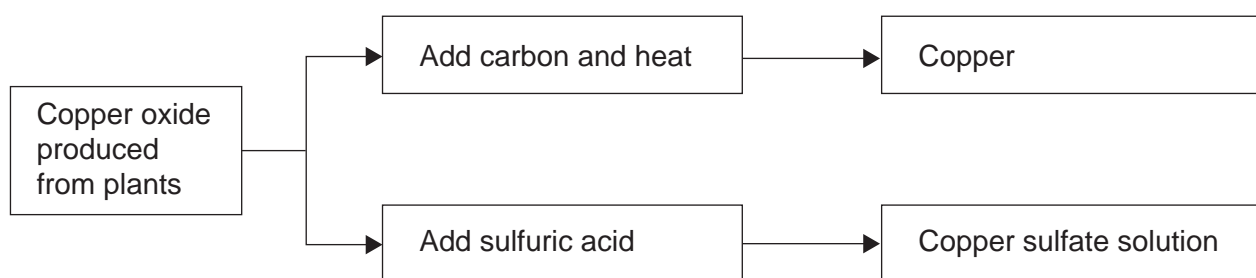 Copper oxide
produced
from plants
Add carbon and heat
Copper
Add sulfuric acid
Copper sulfate solution